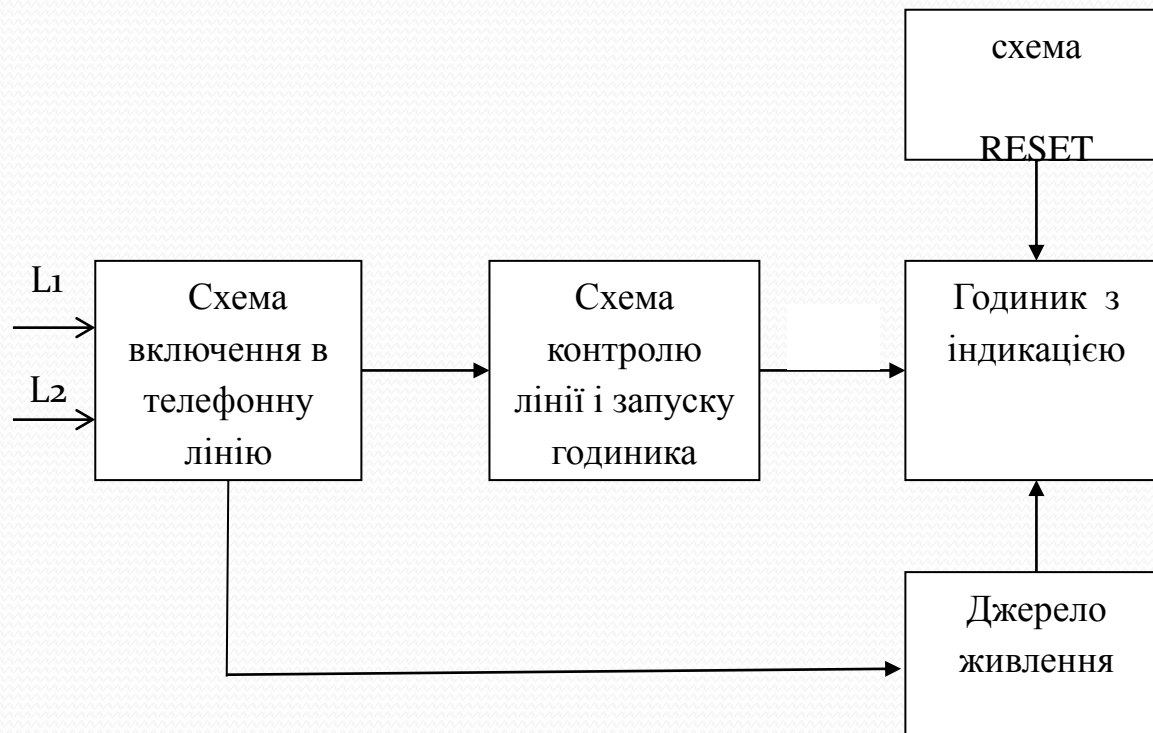 схема
RESET
L1
L2
Схема
включення в
телефонну
лінію
Схема
контролю
лінії і запуску
годиника
Годиник з
індикацією
Джерело
живлення